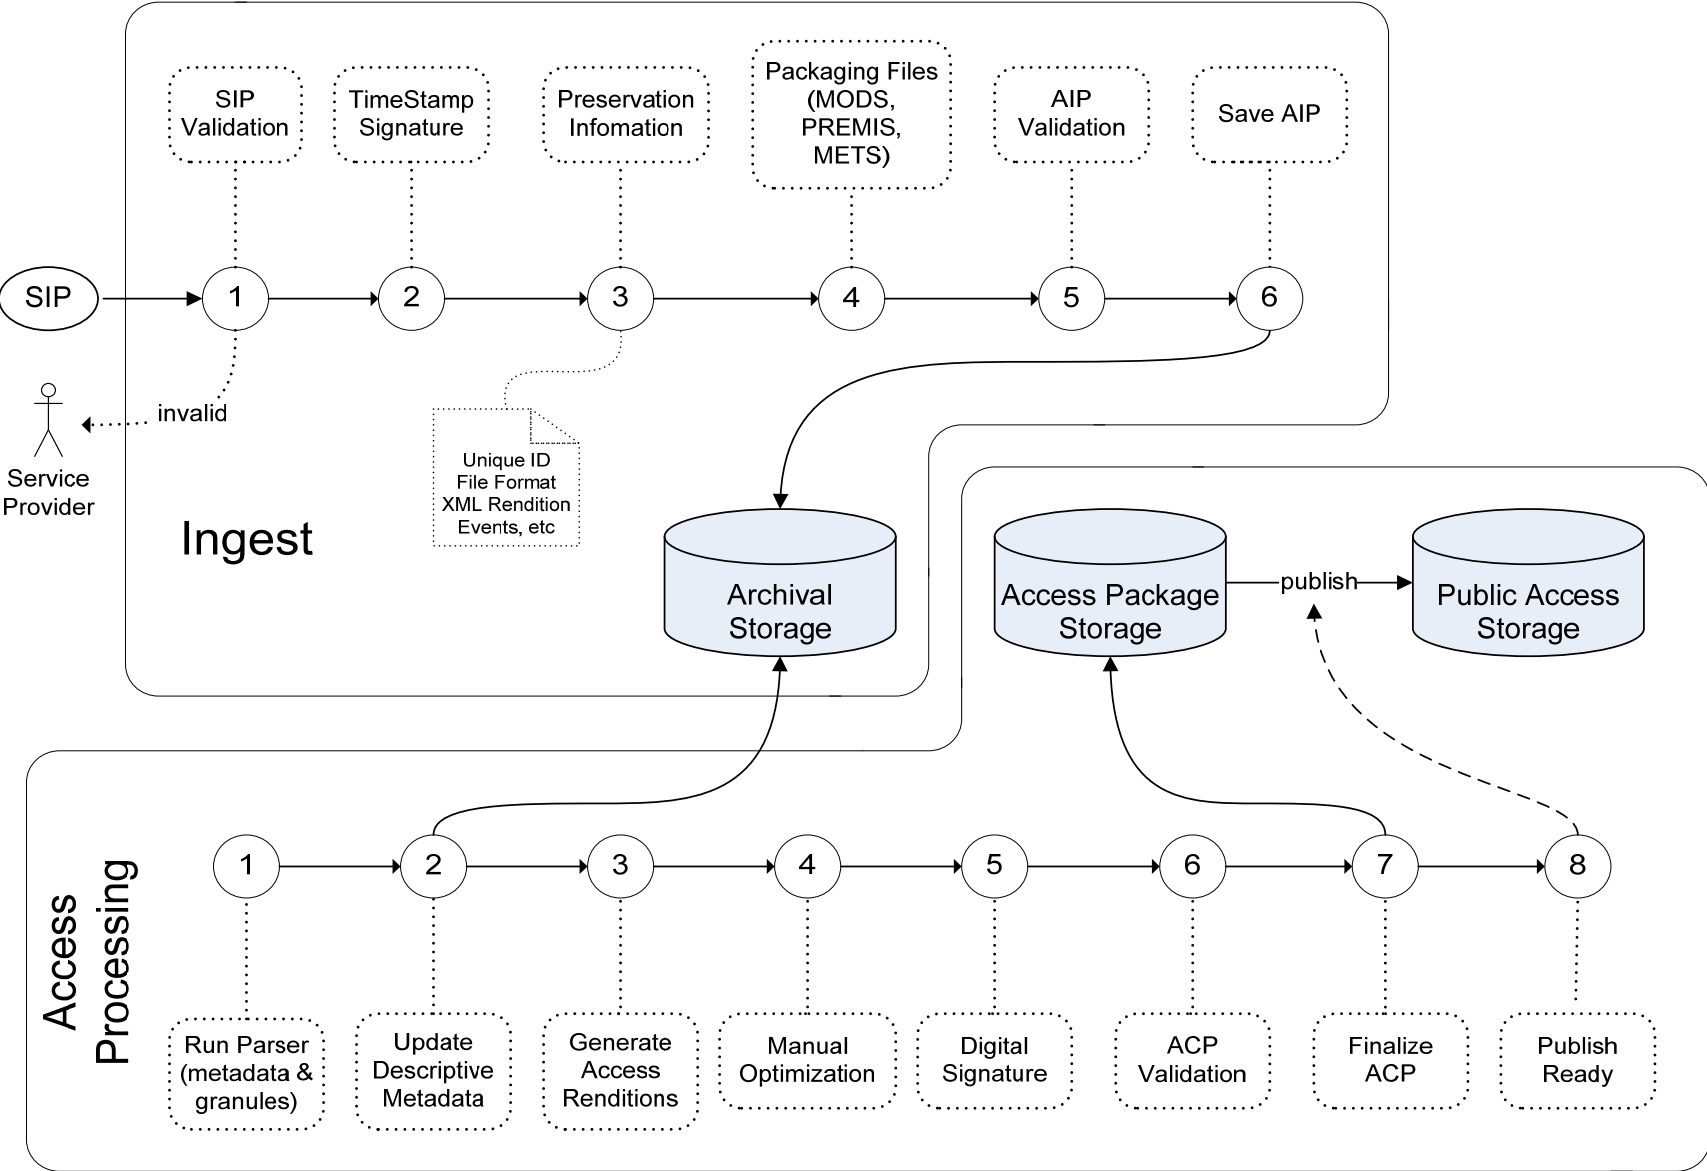 SIP
Validation
TimeStamp
Signature
Preservation
Infomation
Packaging Files
(MODS,
PREMIS,
METS)
AIP
Validation
Save AIP
SIP
1
2
3
4
5
6
invalid
Service
Provider
Unique ID
File Format
XML Rendition
Events, etc
Ingest
Archival
Storage
Access Package
Storage
publish
Public Access
Storage
Access
Processing
1
2
3
4
5
6
7
8
Run Parser
(metadata &
granules)
Update
Descriptive
Metadata
Generate
Access
Renditions
Manual
Optimization
Digital
Signature
ACP
Validation
Finalize
ACP
Publish
Ready